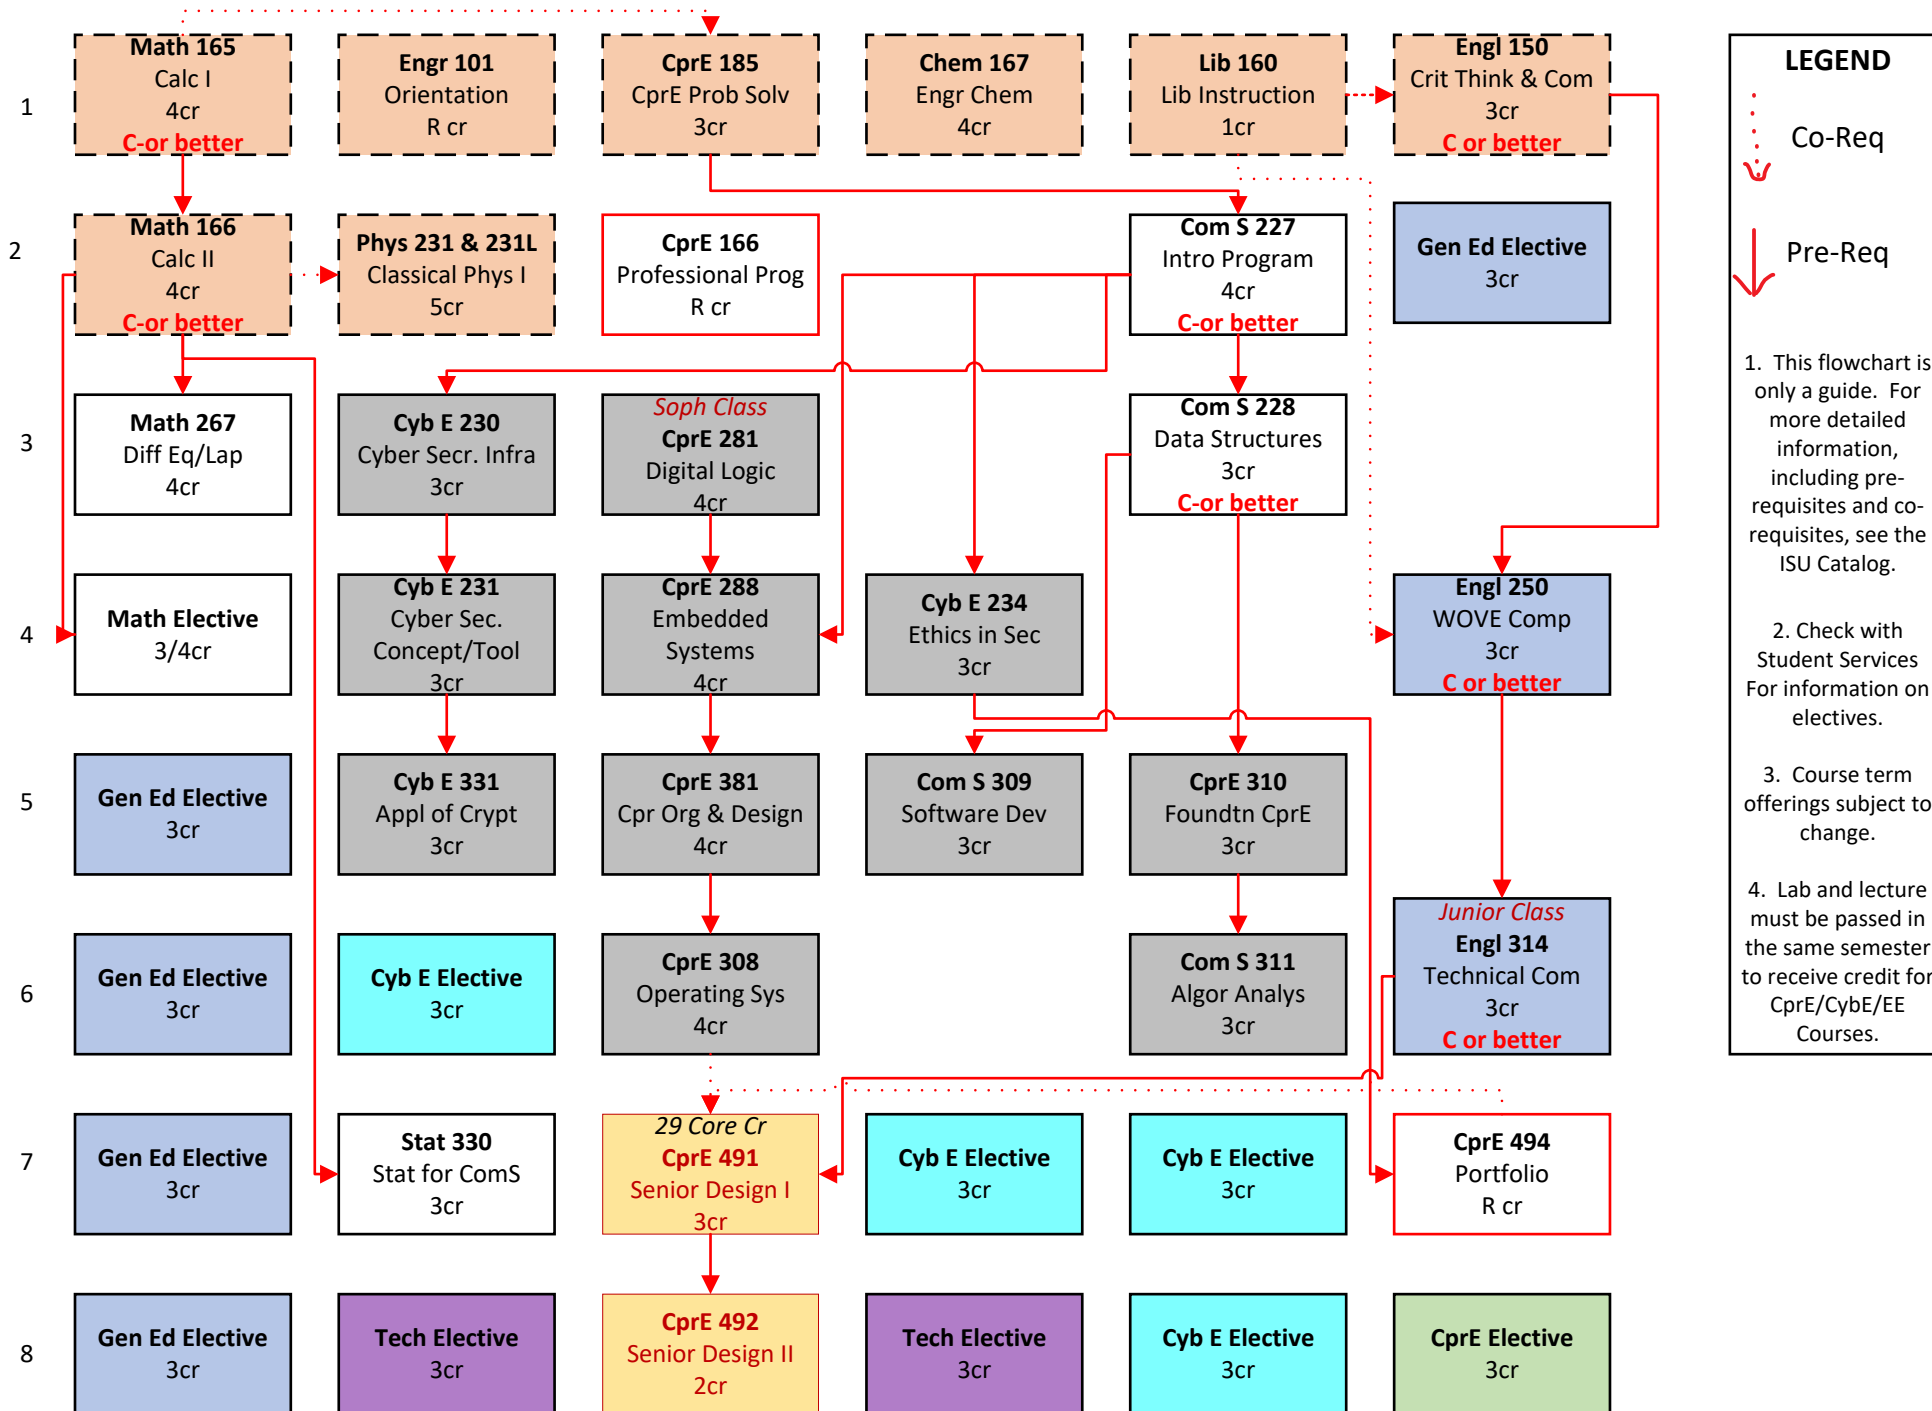 1
Math 165
Calc I
4cr
C-or better
Engr 101
Orientation
R cr
CprE 185
CprE Prob Solv
3cr
Chem 167
Engr Chem
4cr
Lib 160
Lib Instruction
1cr
Engl 150
Crit Think & Com
3cr
C or better
2
Math 166
Calc II
4cr
C-or better
Phys 231 & 231L
Classical Phys I
5cr
CprE 166
Professional Prog
R cr
Com S 227
Intro Program
4cr
C-or better
Gen Ed Elective
3cr
3
Math 267
Diff Eq/Lap
4cr
Cyb E 230
Cyber Secr. Infra
3cr
Soph Class
CprE 281
Digital Logic
4cr
Com S 228
Data Structures
3cr
C-or better
4
Math Elective
3/4cr
Cyb E 231
Cyber Sec.
Concept/Tool
3cr
CprE 288
Embedded
Systems
4cr
Cyb E 234
Ethics in Sec
3cr
Engl 250
WOVE Comp
3cr
C or better
5
Gen Ed Elective
3cr
Cyb E 331
Appl of Crypt
3cr
CprE 381
Cpr Org & Design
4cr
Com S 309
Software Dev
3cr
CprE 310
Foundtn CprE
3cr
6
Gen Ed Elective
3cr
Cyb E Elective
3cr
CprE 308
Operating Sys
4cr
Com S 311
Algor Analys
3cr
Junior Class
Engl 314
Technical Com
3cr
C or better
7
Gen Ed Elective
3cr
Stat 330
Stat for ComS
3cr
29 Core Cr
CprE 491
Senior Design I
3cr
Cyb E Elective
3cr
Cyb E Elective
3cr
CprE 494
Portfolio
R cr
8
Gen Ed Elective
3cr
Tech Elective
3cr
CprE 492
Senior Design II
2cr
Tech Elective
3cr
Cyb E Elective
3cr
CprE Elective
3cr
LEGEND
Co-Req
Pre-Req
1. This flowchart is
only a guide. For
more detailed
information,
including pre-
requisites and co-
requisites, see the
ISU Catalog.
2. Check with
Student Services
For information on
electives.
3. Course term
offerings subject to
change.
4. Lab and lecture
must be passed in
the same semester
to receive credit for
CprE/CybE/EE
Courses.